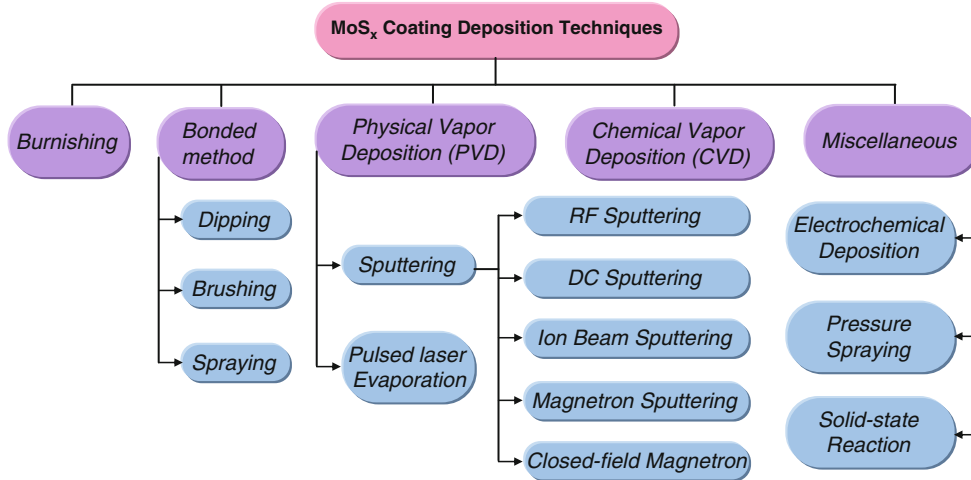 MoSx Coating Deposition Techniques
Burnishing
Bonded
method
Physical Vapor
Deposition (PVD)
Chemical Vapor
Deposition (CVD)
Miscellaneous
Dipping
Brushing
Spraying
Sputtering
Pulsed laser
Evaporation
RF Sputtering
DC Sputtering
Ion Beam Sputtering
Magnetron Sputtering
Closed-field Magnetron
Electrochemical
Deposition
Pressure
Spraying
Solid-state
Reaction